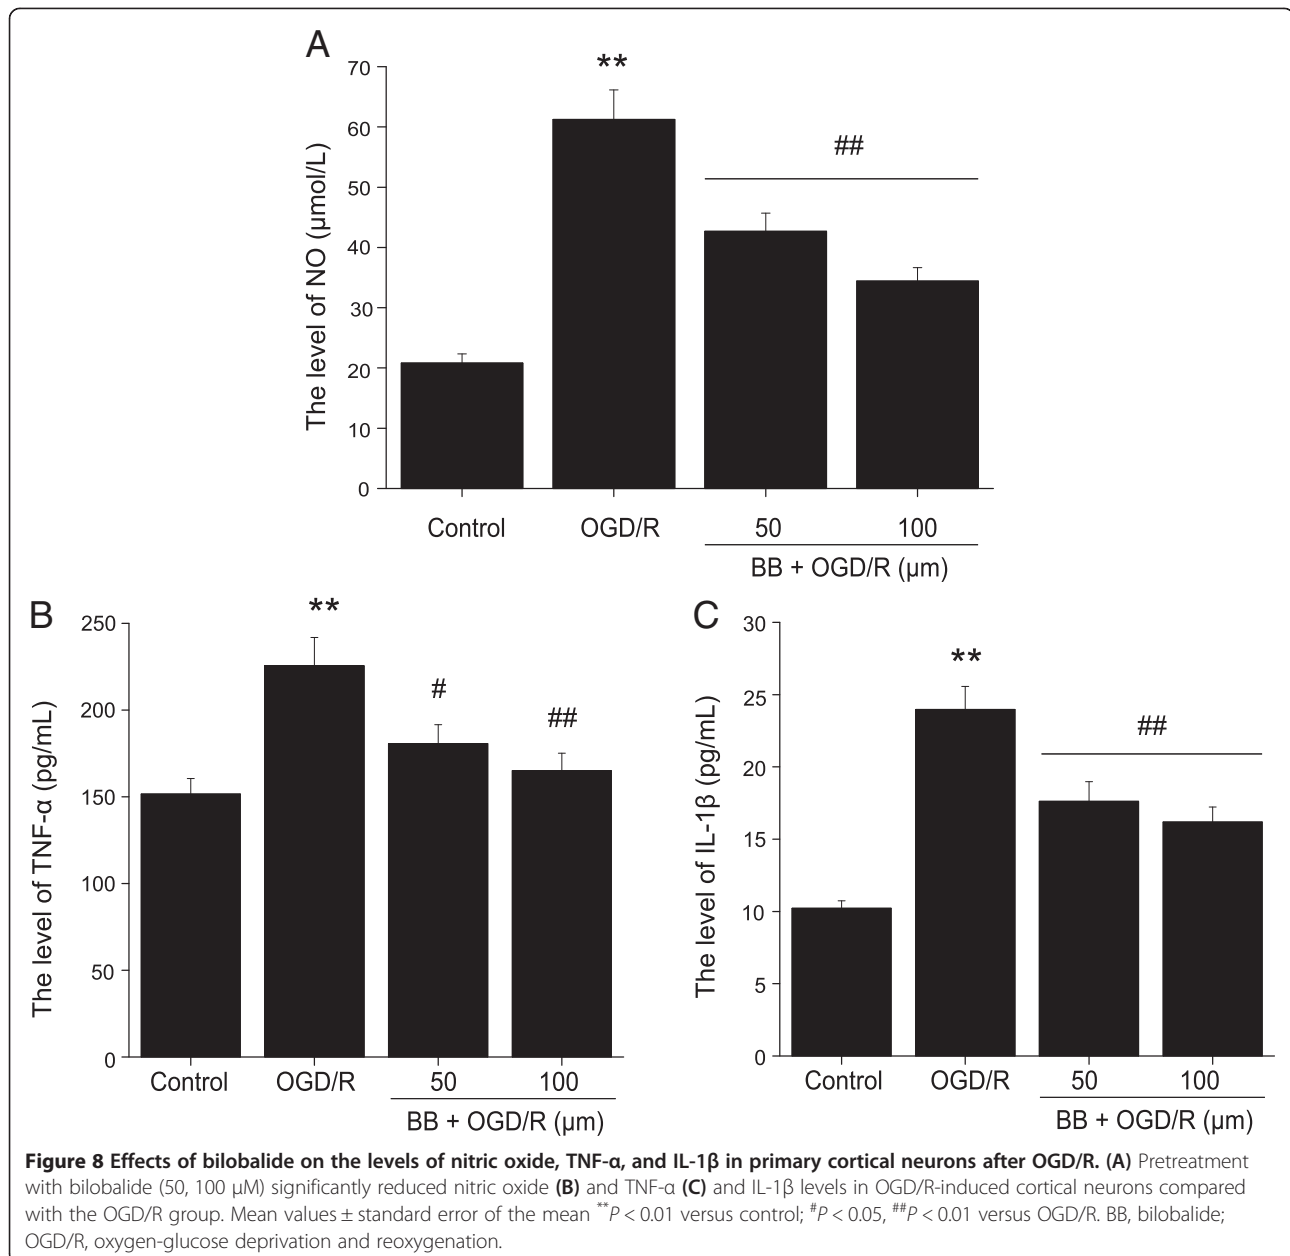 A
The level of NO (μmol/L)
70
60
50
40
30
20
10
0
**
##
Control OGD/R 50 100
BB + OGD/R (μm)
B
The level of TNF-α (pg/mL)
250
200
150
100
50
0
**
#
##
Control OGD/R 50 100
BB + OGD/R (μm)
C
The level of IL-1β (pg/mL)
30
25
20
15
10
5
0
**
##
Control OGD/R 50 100
BB + OGD/R (μm)
Figure 8 Effects of bilobalide on the levels of nitric oxide, TNF-α, and IL-1β in primary cortical neurons after OGD/R. (A) Pretreatment
with bilobalide (50, 100 μM) significantly reduced nitric oxide (B) and TNF-α (C) and IL-1β levels in OGD/R-induced cortical neurons compared
with the OGD/R group. Mean values ± standard error of the mean **P < 0.01 versus control; #P < 0.05, ##P < 0.01 versus OGD/R. BB, bilobalide;
OGD/R, oxygen-glucose deprivation and reoxygenation.